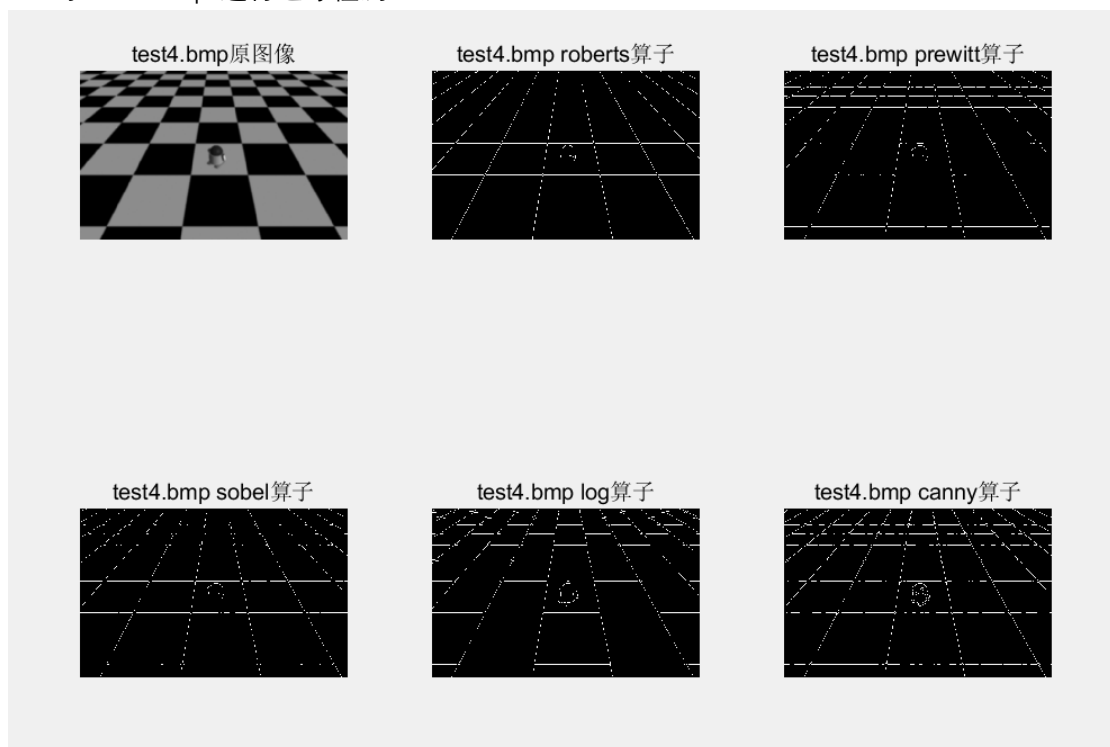 test4.bmp原图像
test4.bmp roberts算子
test4.bmp prewitt算子
test4.bmp sobel算子
test4.bmp log算子
test4.bmp canny算子